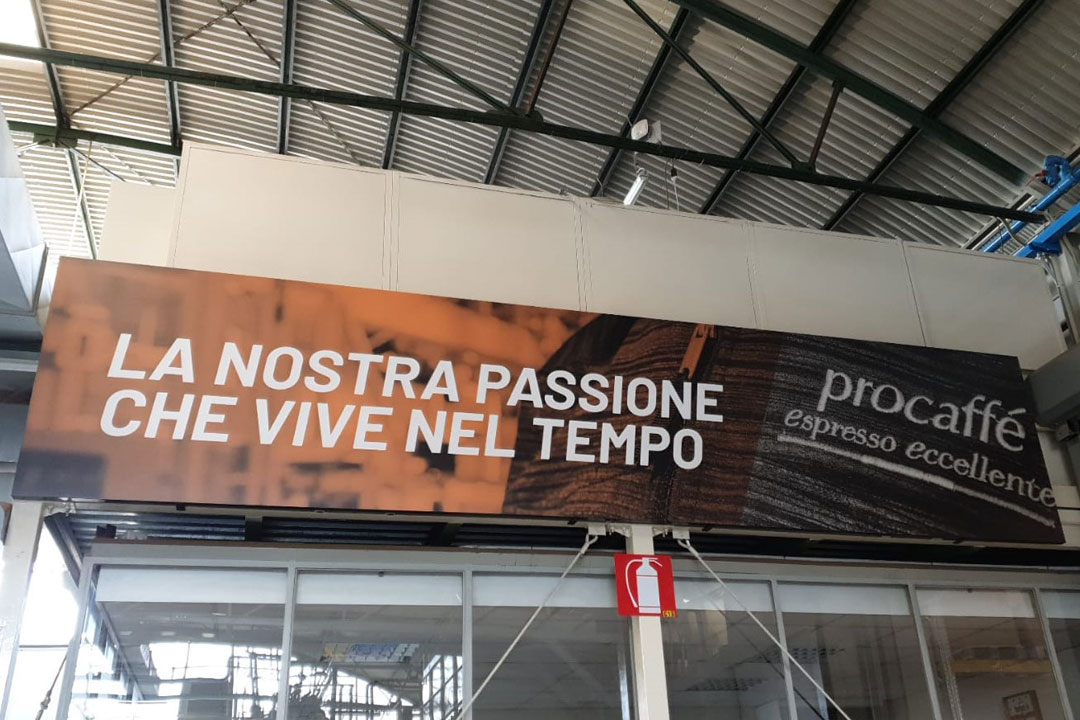 LA NOSTRA PASSIONE
CHE VIVE NEL TEMPO
procaffé
espresso eccellente